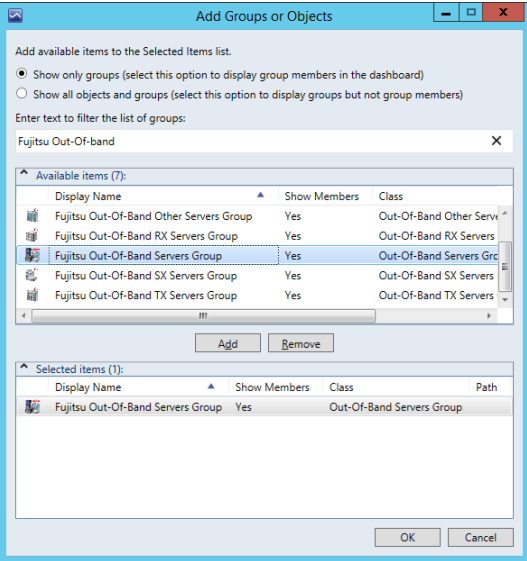 Add Groups or Objects
Add available items to the Selected Items list.
Show only groups (select this option to display group members in the dashboard)
Show all objects and groups (select this option to display groups but not group members)
Enter text to filter the list of groups:
Fujitsu Out-Of-band
Available items (7):
Display Name Show Members Class
Fujitsu Out-Of-Band Other Servers Group Yes Out-Of-Band Other Serve
Fujitsu Out-Of-Band RX Servers Group Yes Out-Of-Band RX Servers
Fujitsu Out-Of-Band Servers Group Yes Out-Of-Band Servers Grc
Fujitsu Out-Of-Band SX Servers Group Yes Out-Of-Band SX Servers
Fujitsu Out-Of-Band TX Servers Group Yes Out-Of-Band TX Servers
Add Remove
Selected items (1):
Display Name Show Members Class Path
Fujitsu Out-Of-Band Servers Group Yes Out-Of-Band Servers Group
OK Cancel